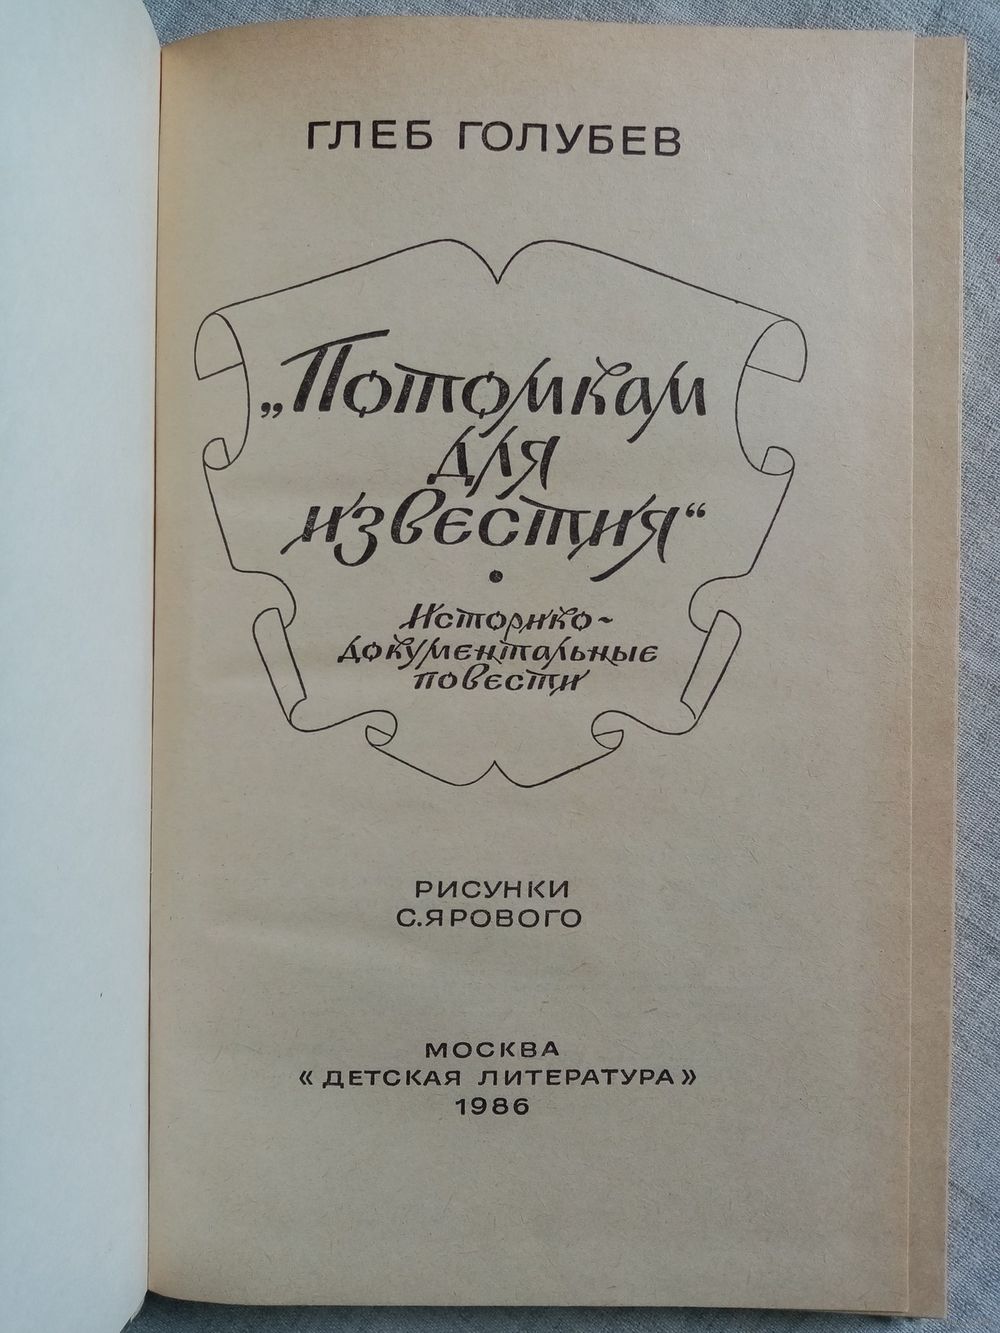 ГЛЕБ ГОЛУБЕВ
„Потомкам
для
известия“
•
Историко-
документальные
повести
РИСУНКИ
С.ЯРОВОГО
МОСКВА
«ДЕТСКАЯ ЛИТЕРАТУРА»
1986